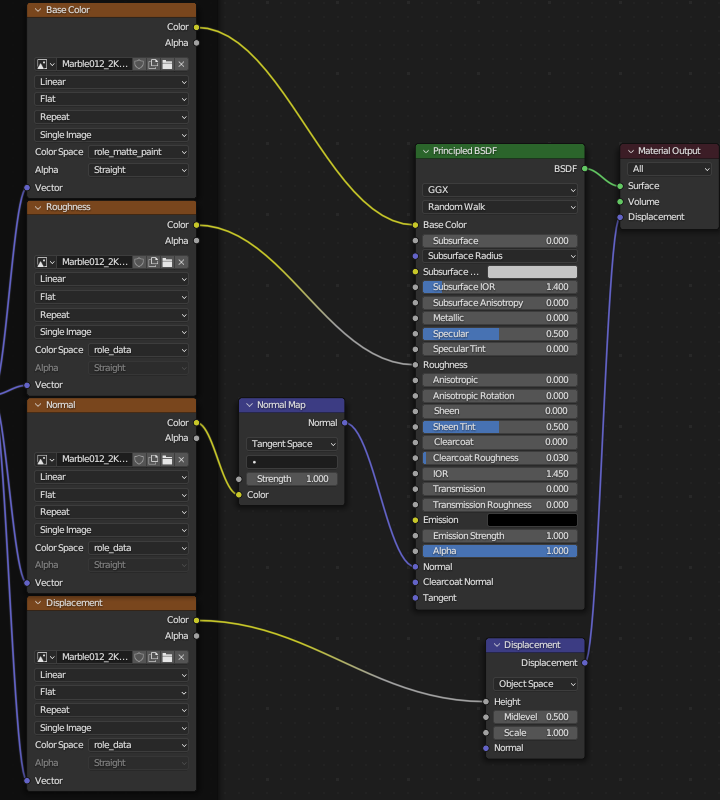 Base Color
Color
Alpha
Marble012_2K...
Linear
Flat
Repeat
Single Image
Color Space role_matte_paint
Alpha Straight
Vector
Roughness
Color
Alpha
Marble012_2K...
Linear
Flat
Repeat
Single Image
Color Space role_data
Alpha Straight
Vector
Normal
Color
Alpha
Marble012_2K...
Linear
Flat
Repeat
Single Image
Color Space role_data
Alpha Straight
Vector
Displacement
Color
Alpha
Marble012_2K...
Linear
Flat
Repeat
Single Image
Color Space role_data
Alpha Straight
Vector
Normal Map
Normal
Tangent Space
Strength 1.000
Color
Principled BSDF
BSDF
GGX
Random Walk
Base Color
Subsurface 0.000
Subsurface Radius
Subsurface ...
Subsurface IOR 1.400
Subsurface Anisotropy 0.000
Metallic 0.000
Specular 0.500
Specular Tint 0.000
Roughness
Anisotropic 0.000
Anisotropic Rotation 0.000
Sheen 0.000
Sheen Tint 0.500
Clearcoat 0.000
Clearcoat Roughness 0.030
IOR 1.450
Transmission 0.000
Transmission Roughness 0.000
Emission
Emission Strength 1.000
Alpha 1.000
Normal
Clearcoat Normal
Tangent
Displacement
Displacement
Object Space
Height
Midlevel 0.500
Scale 1.000
Normal
Material Output
All
Surface
Volume
Displacement